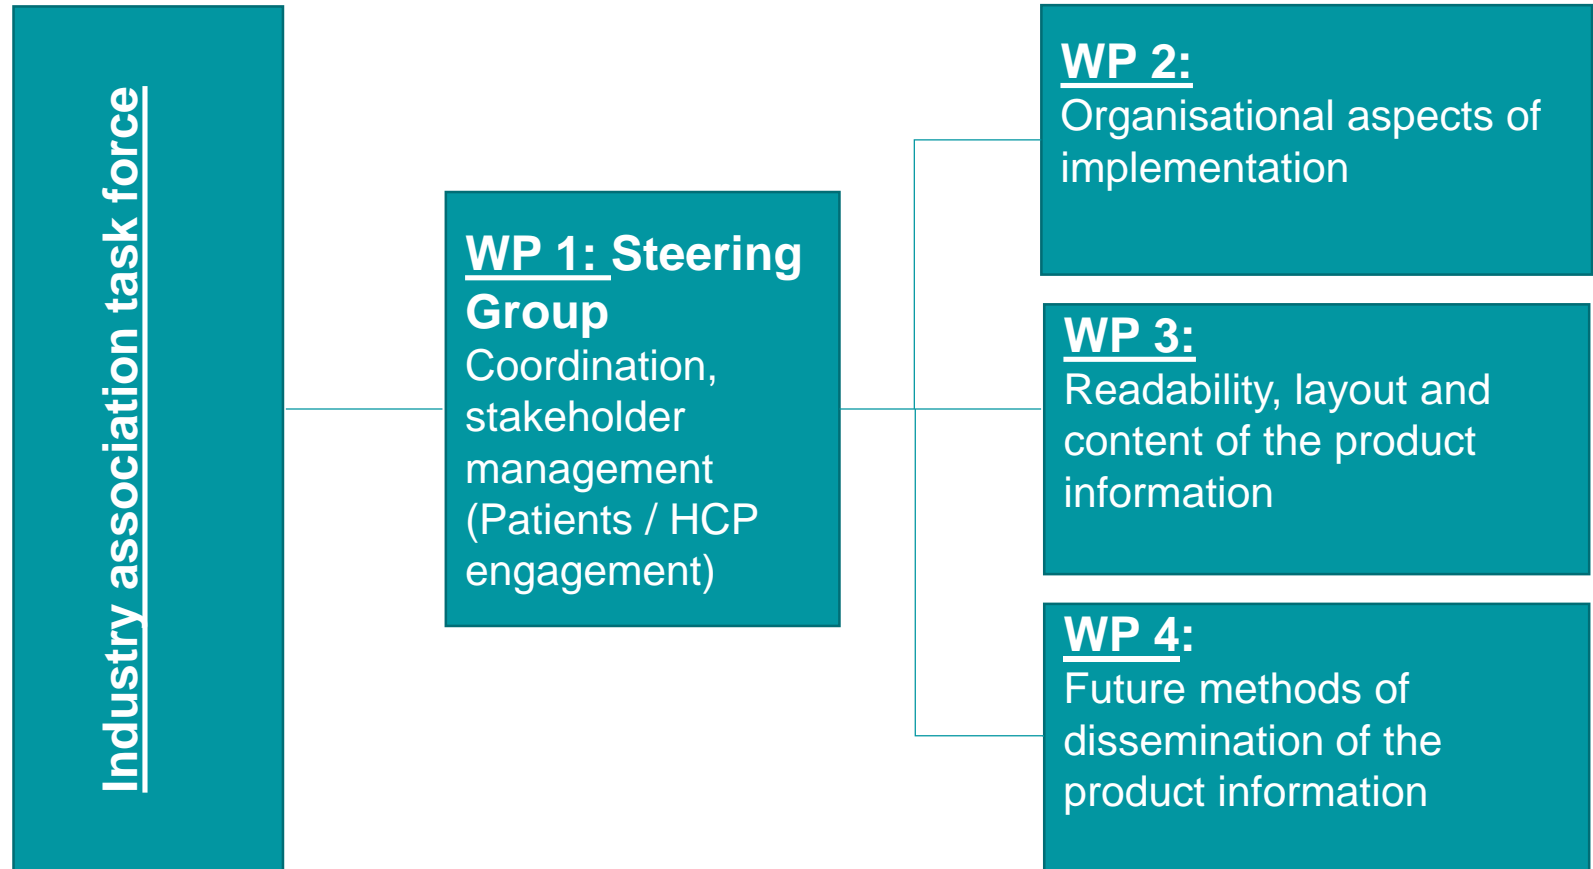 Industry association task force
WP 1: Steering
Group
Coordination,
stakeholder
management
(Patients / HCP
engagement)
WP 2:
Organisational aspects of
implementation
WP 3:
Readability, layout and
content of the product
information
WP 4:
Future methods of
dissemination of the
product information